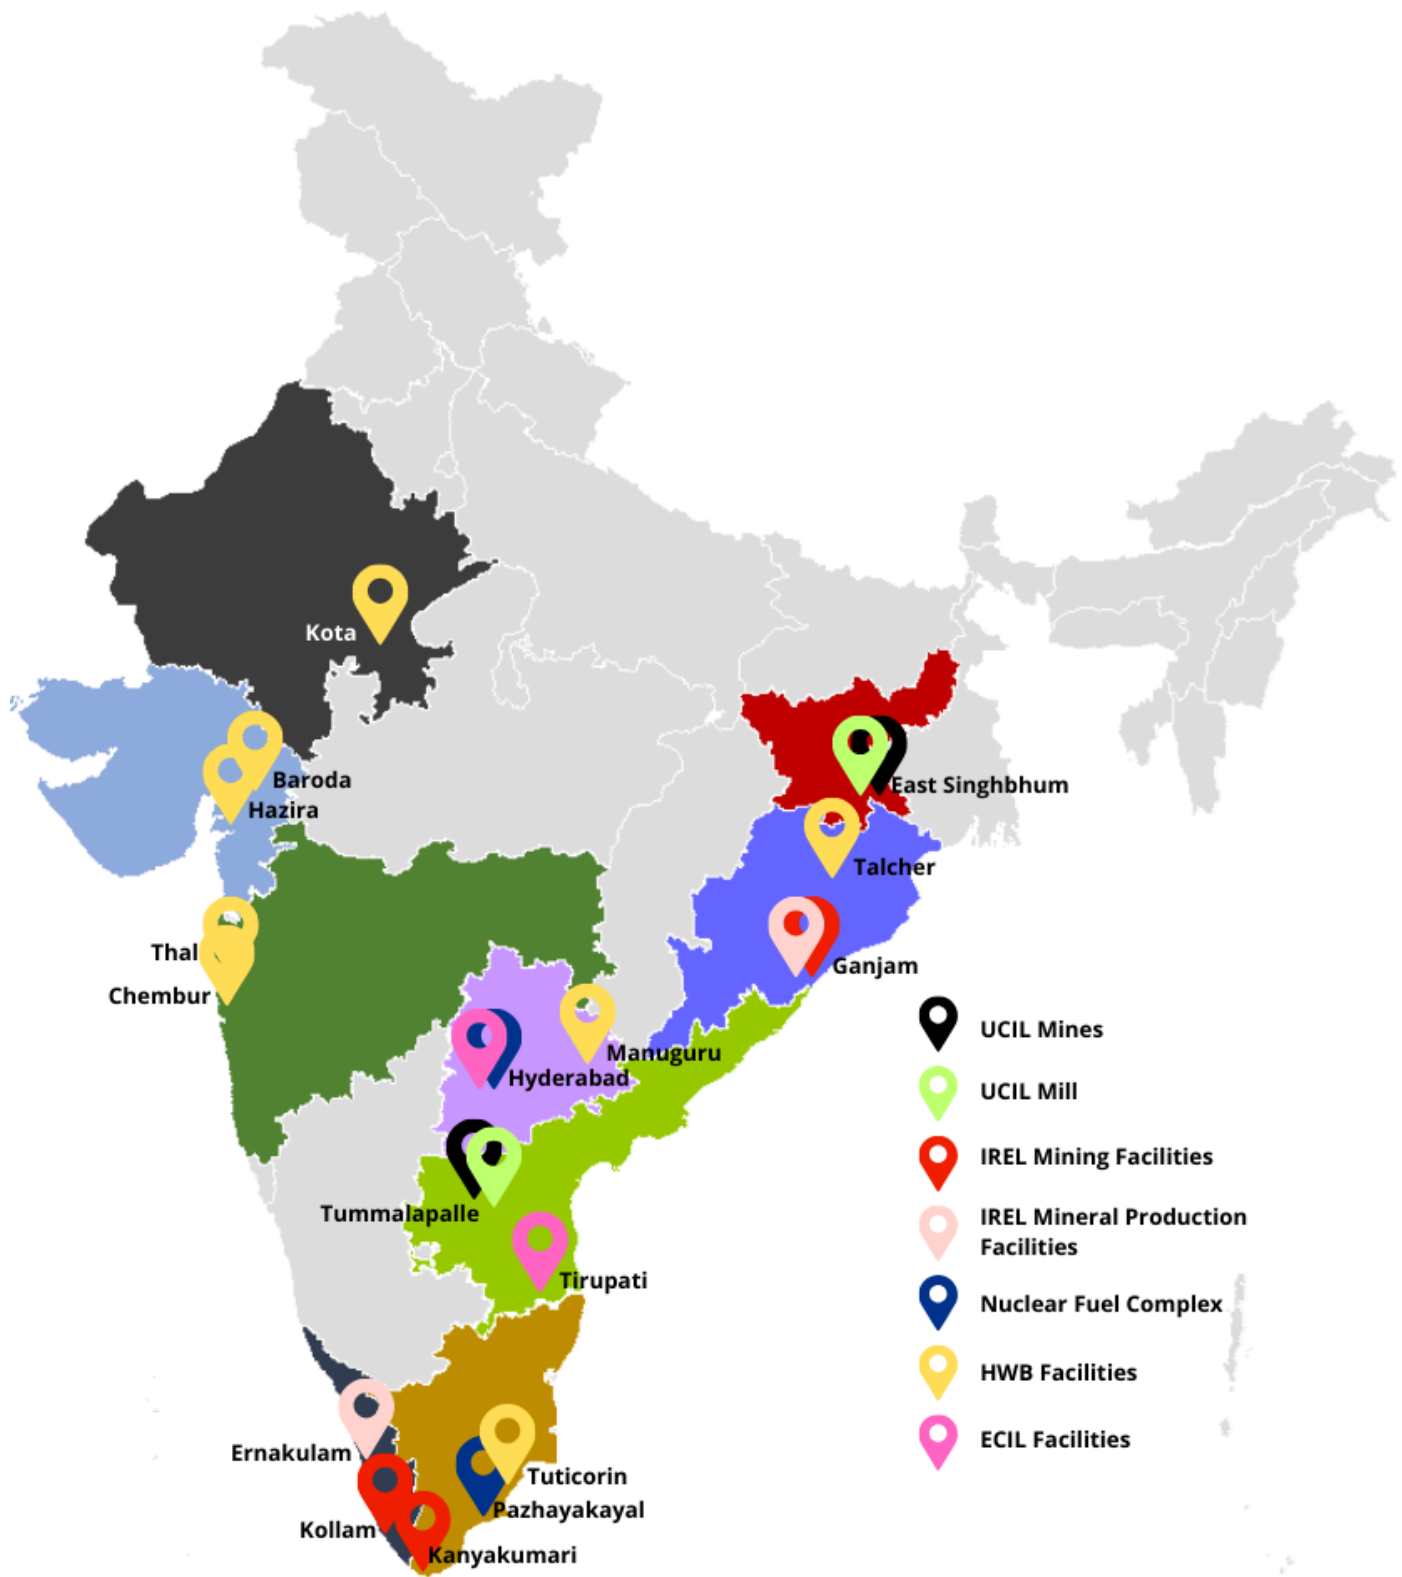 Kota
Baroda
Hazira
East Singhbhum
Talcher
Thal
Ganjam
Chembur
UCIL Mines
Manuguru
Hyderabad
UCIL Mill
IREL Mining Facilities
Tummalapalle
IREL Mineral Production
Facilities
Tirupati
Nuclear Fuel Complex
HWB Facilities
ECIL Facilities
Ernakulam
Tuticorin
Pazhayakayal
Kollam
Kanyakumari